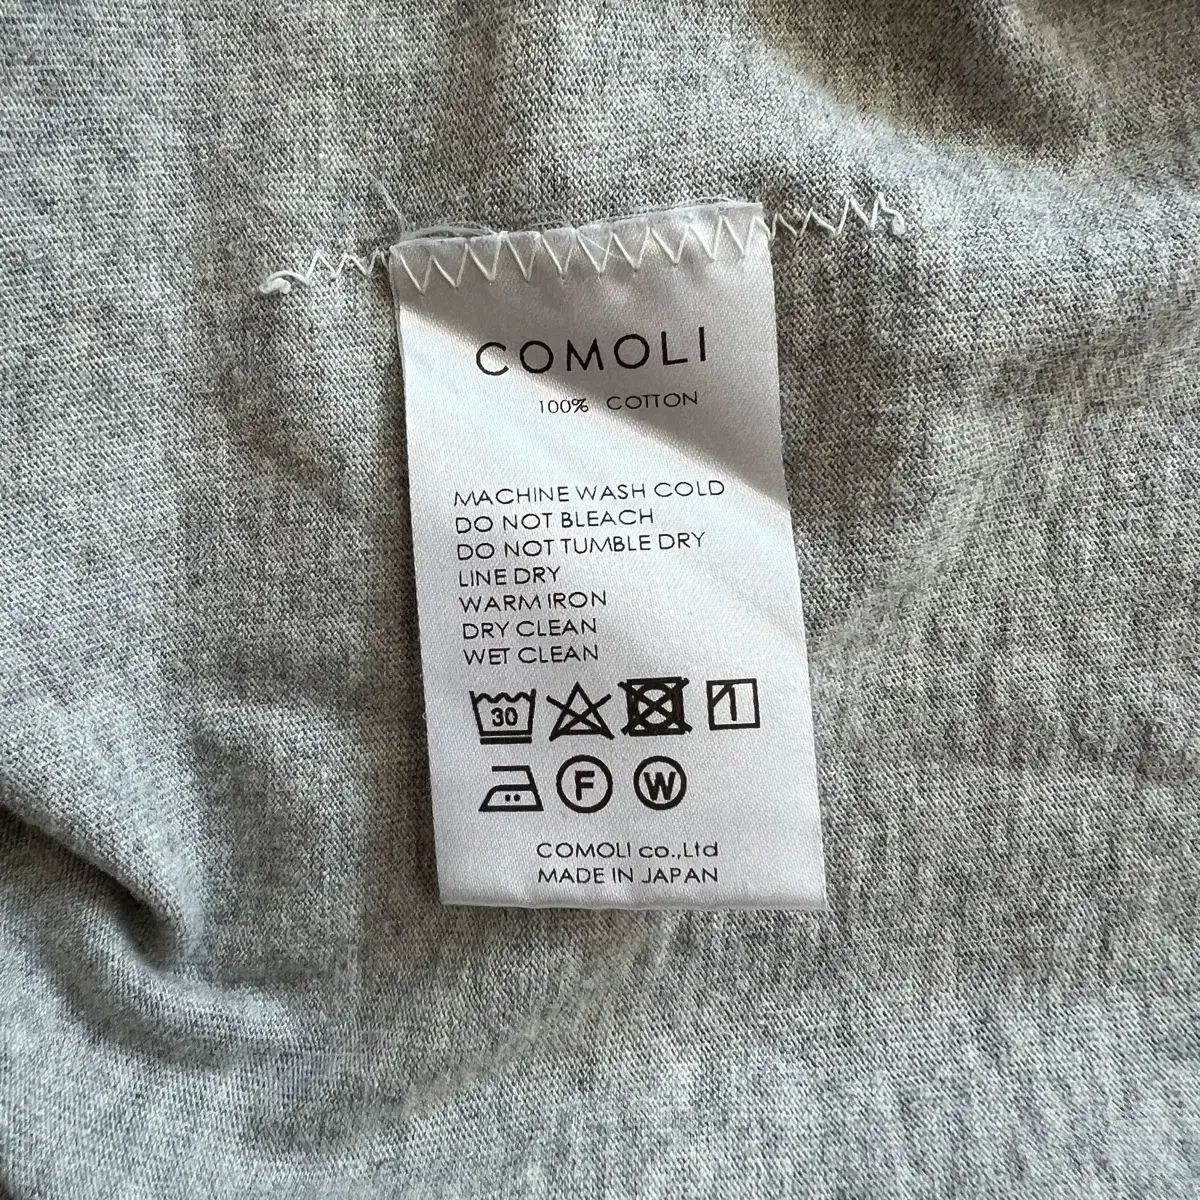 COMOLI
100% COTTON
MACHINE WASH COLD
DO NOT BLEACH
DO NOT TUMBLE DRY
LINE DRY
WARM IRON
DRY CLEAN
WET CLEAN
30
F W
COMOLI co.,Ltd
MADE IN JAPAN